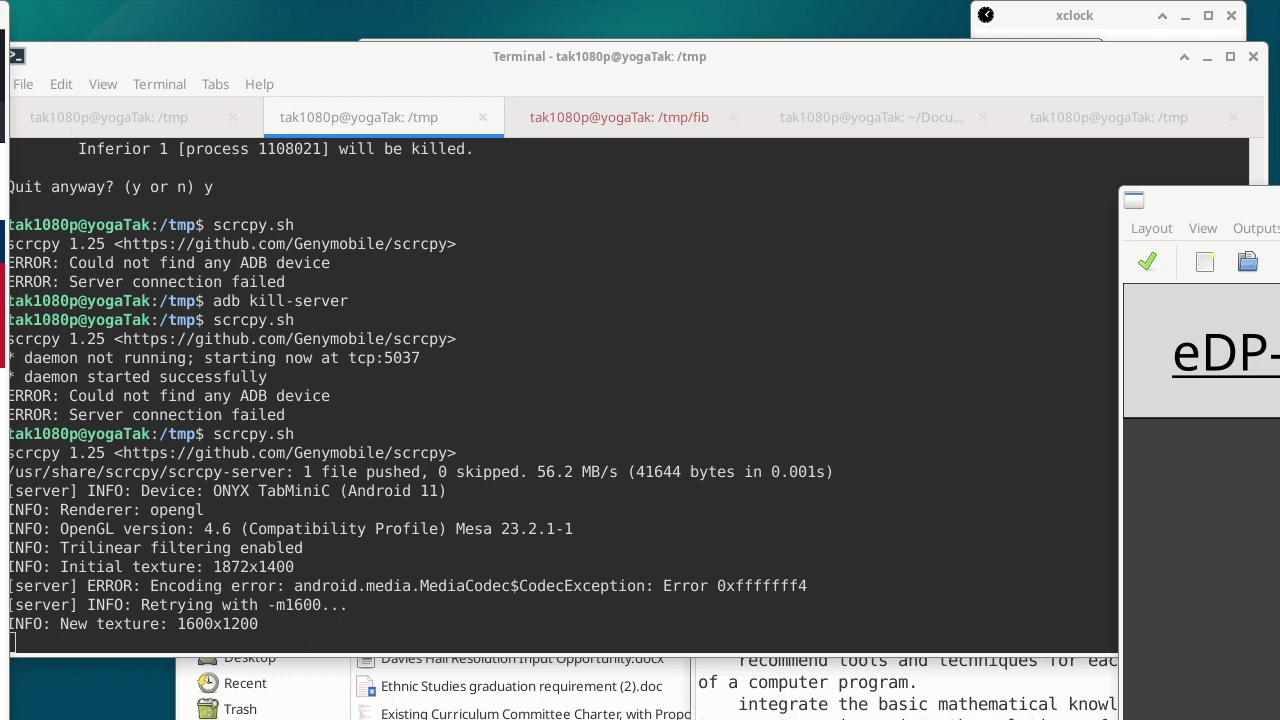 xclock
Terminal - tak1080p@yogaTak: /tmp
File Edit View Terminal Tabs Help
tak1080p@yogaTak: /tmp tak1080p@yogaTak: /tmp tak1080p@yogaTak: /tmp/fib tak1080p@yogaTak: ~/Docu... tak1080p@yogaTak: /tmp
Inferior 1 [process 1108021] will be killed.
Quit anyway? (y or n) y
tak1080p@yogaTak:/tmp$ scrcpy.sh
scrcpy 1.25 <https://github.com/Genymobile/scrcpy>
ERROR: Could not find any ADB device
ERROR: Server connection failed
tak1080p@yogaTak:/tmp$ adb kill-server
tak1080p@yogaTak:/tmp$ scrcpy.sh
scrcpy 1.25 <https://github.com/Genymobile/scrcpy>
* daemon not running; starting now at tcp:5037
* daemon started successfully
ERROR: Could not find any ADB device
ERROR: Server connection failed
tak1080p@yogaTak:/tmp$ scrcpy.sh
scrcpy 1.25 <https://github.com/Genymobile/scrcpy>
/usr/share/scrcpy/scrcpy-server: 1 file pushed, 0 skipped. 56.2 MB/s (41644 bytes in 0.001s)
[server] INFO: Device: ONYX TabMiniC (Android 11)
INFO: Renderer: opengl
INFO: OpenGL version: 4.6 (Compatibility Profile) Mesa 23.2.1-1
INFO: Trilinear filtering enabled
INFO: Initial texture: 1872x1400
[server] ERROR: Encoding error: android.media.MediaCodec$CodecException: Error 0xfffffff4
[server] INFO: Retrying with -m1600...
INFO: New texture: 1600x1200
Layout View Outputs
eDP-
Desktop
Recent
Trash
Davies Hall Resolution Input Opportunity.docx
Ethnic Studies graduation requirement (2).doc
Existing Curriculum Committee Charter, with Propo
recommend tools and techniques for eac
of a computer program.
integrate the basic mathematical knowl